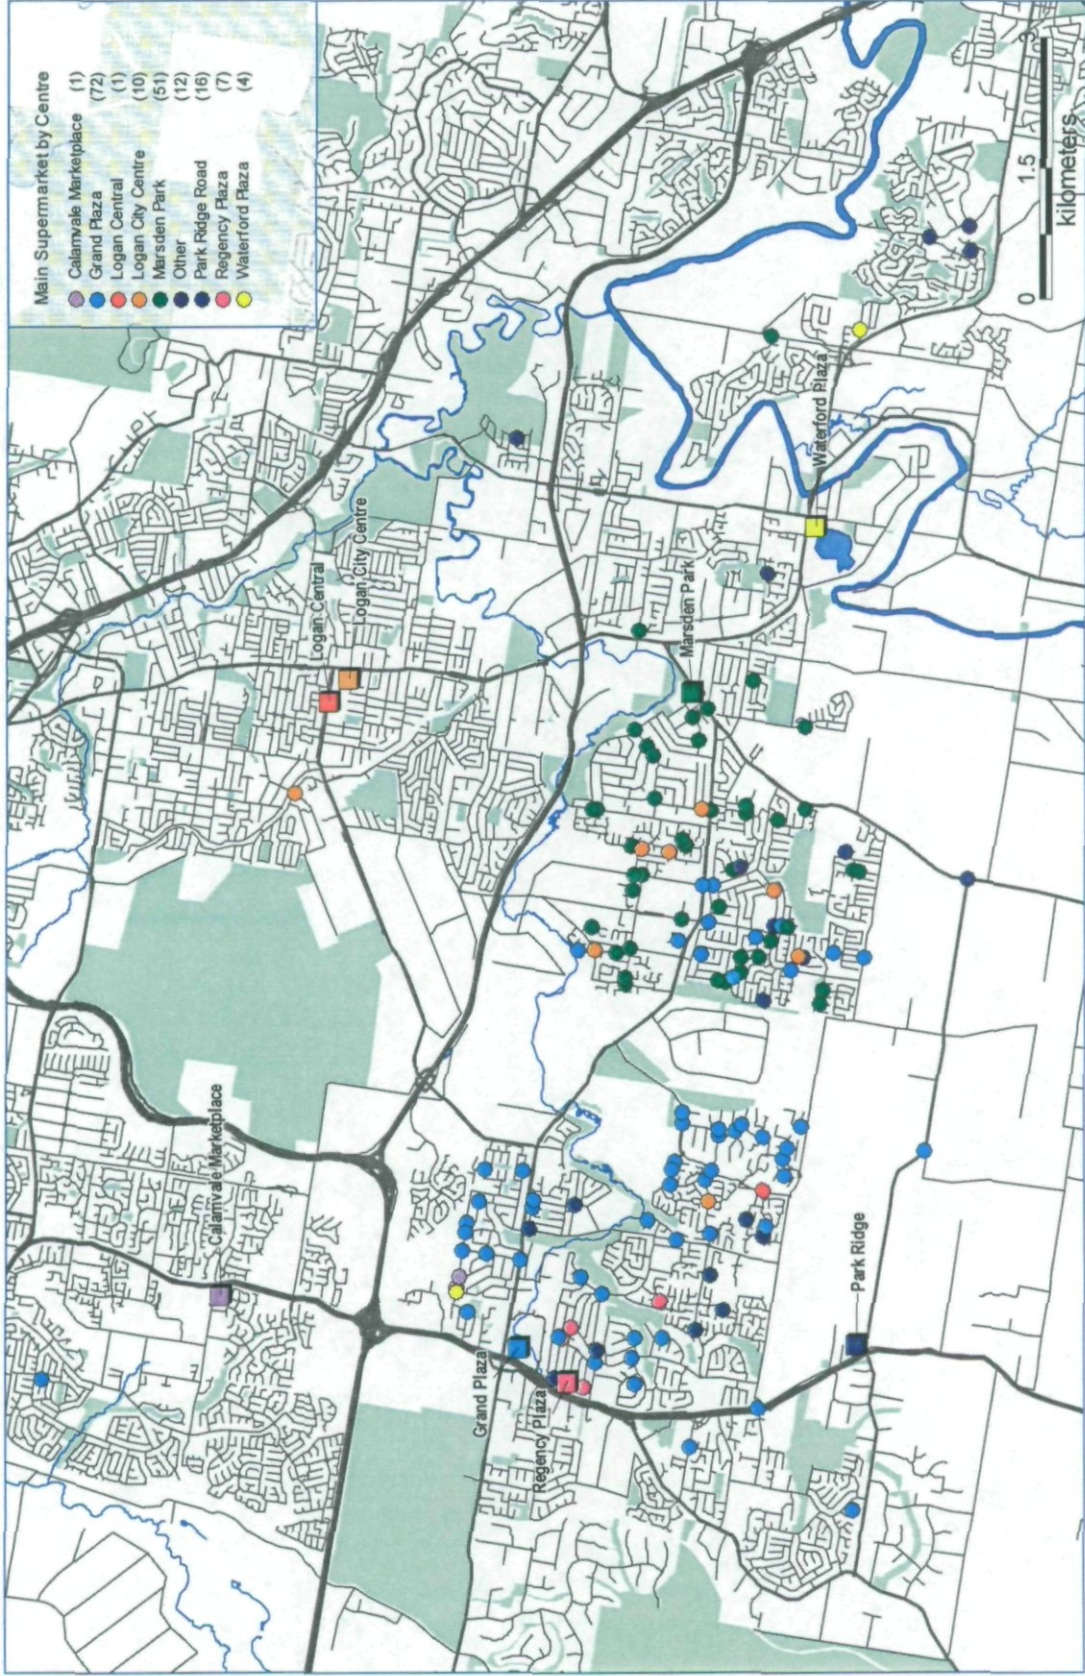 Main Supermarket by Centre
Calamvale Marketplace (1)
Grand Plaza (72)
Logan Central (1)
Logan City Centre (10)
Marsden Park (51)
Other (12)
Park Ridge Road (16)
Regency Plaza (7)
Waterford Plaza (4)
Calamvale Marketplace
Logan Central
Logan City Centre
Grand Plaza
Regency Plaza
Marsden Park
Waterford Plaza
Park Ridge
0 1.5 3
kilometers